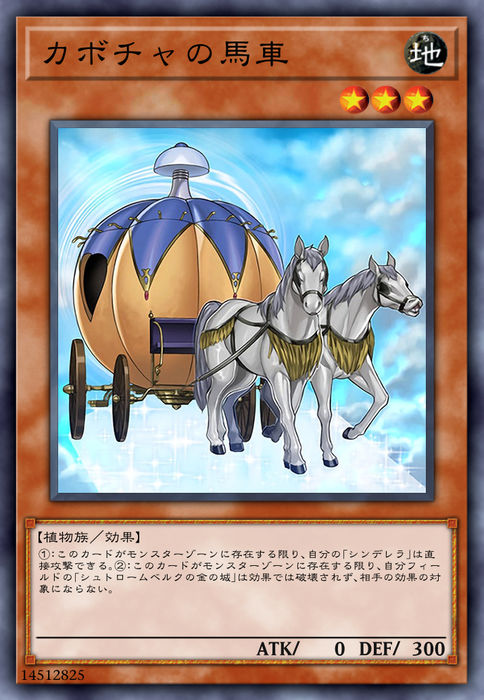 カボチャの馬車
ち
地
【植物族／効果】
①：このカードがモンスターゾーンに存在する限り、自分の「シンデレラ」は直
接攻撃できる。②：このカードがモンスターゾーンに存在する限り、自分フィー
ルドの「シュトロームベルクの金の城」は効果では破壊されず、相手の効果の対
象にならない。
ATK/ 0 DEF/ 300
14512825